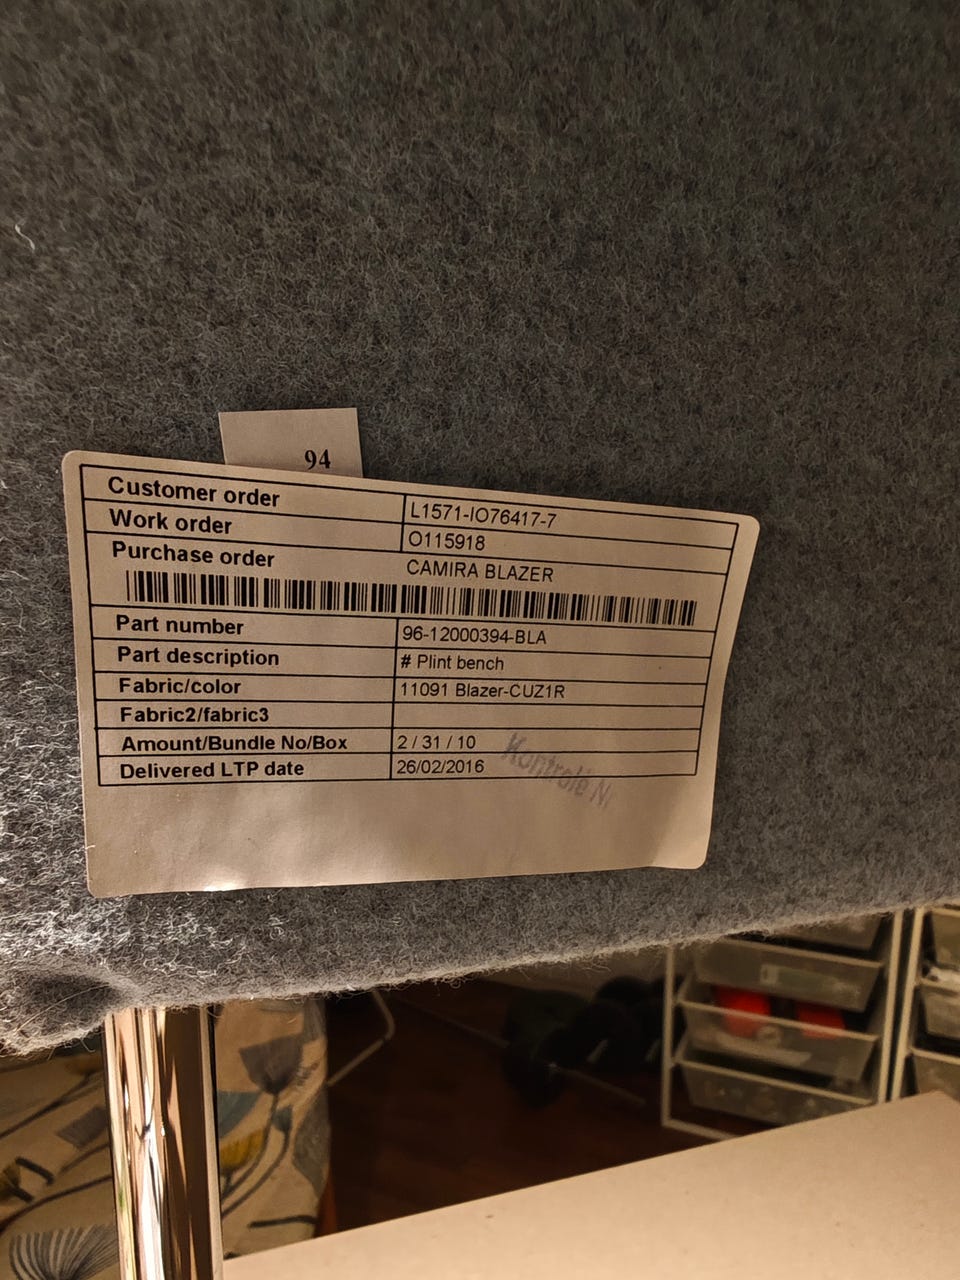 94
Customer order L1571-IO76417-7
Work order O115918
Purchase order CAMIRA BLAZER
Part number 96-12000394-BLA
Part description # Plint bench
Fabric/color 11091 Blazer-CUZ1R
Fabric2/fabric3
Amount/Bundle No/Box 2 / 31 / 10
Delivered LTP date 26/02/2016
Kontrolė N